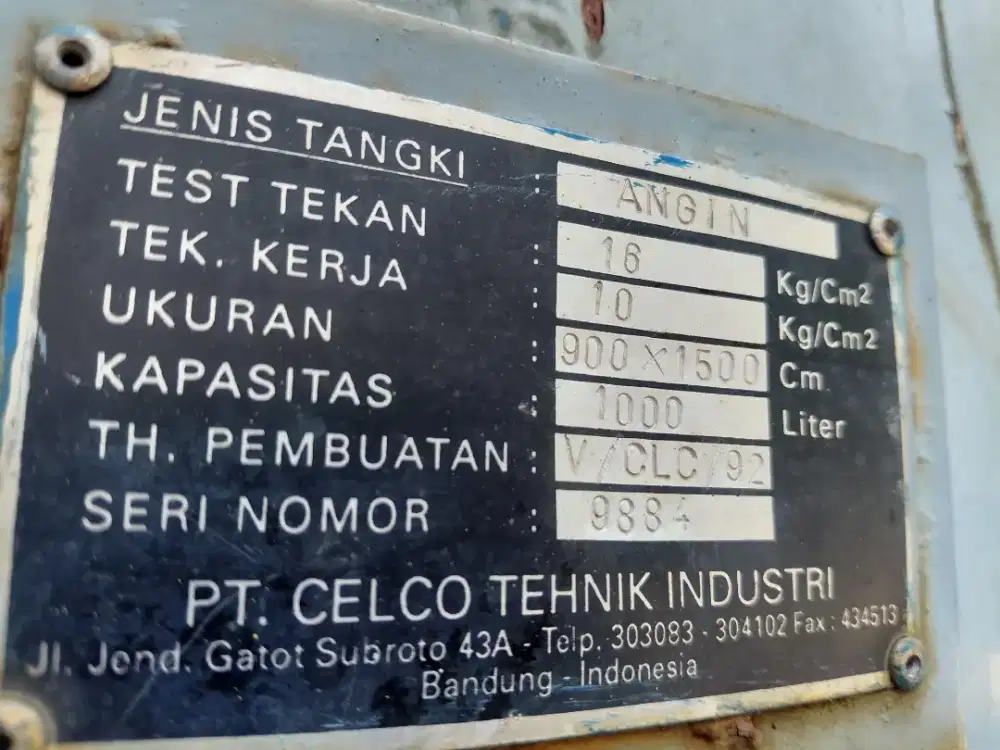 JENIS TANGKI : ANGIN
TEST TEKAN : 16 Kg/Cm2
TEK. KERJA : 10 Kg/Cm2
UKURAN : 900 x 1500 Cm
KAPASITAS : 1000 Liter
TH. PEMBUATAN : V/CLC/92
SERI NOMOR : 9884
PT. CELCO TEHNIK INDUSTRI
Jl. Jend. Gatot Subroto 43A - Telp. 303083 - 304102 Fax : 434513
Bandung - Indonesia